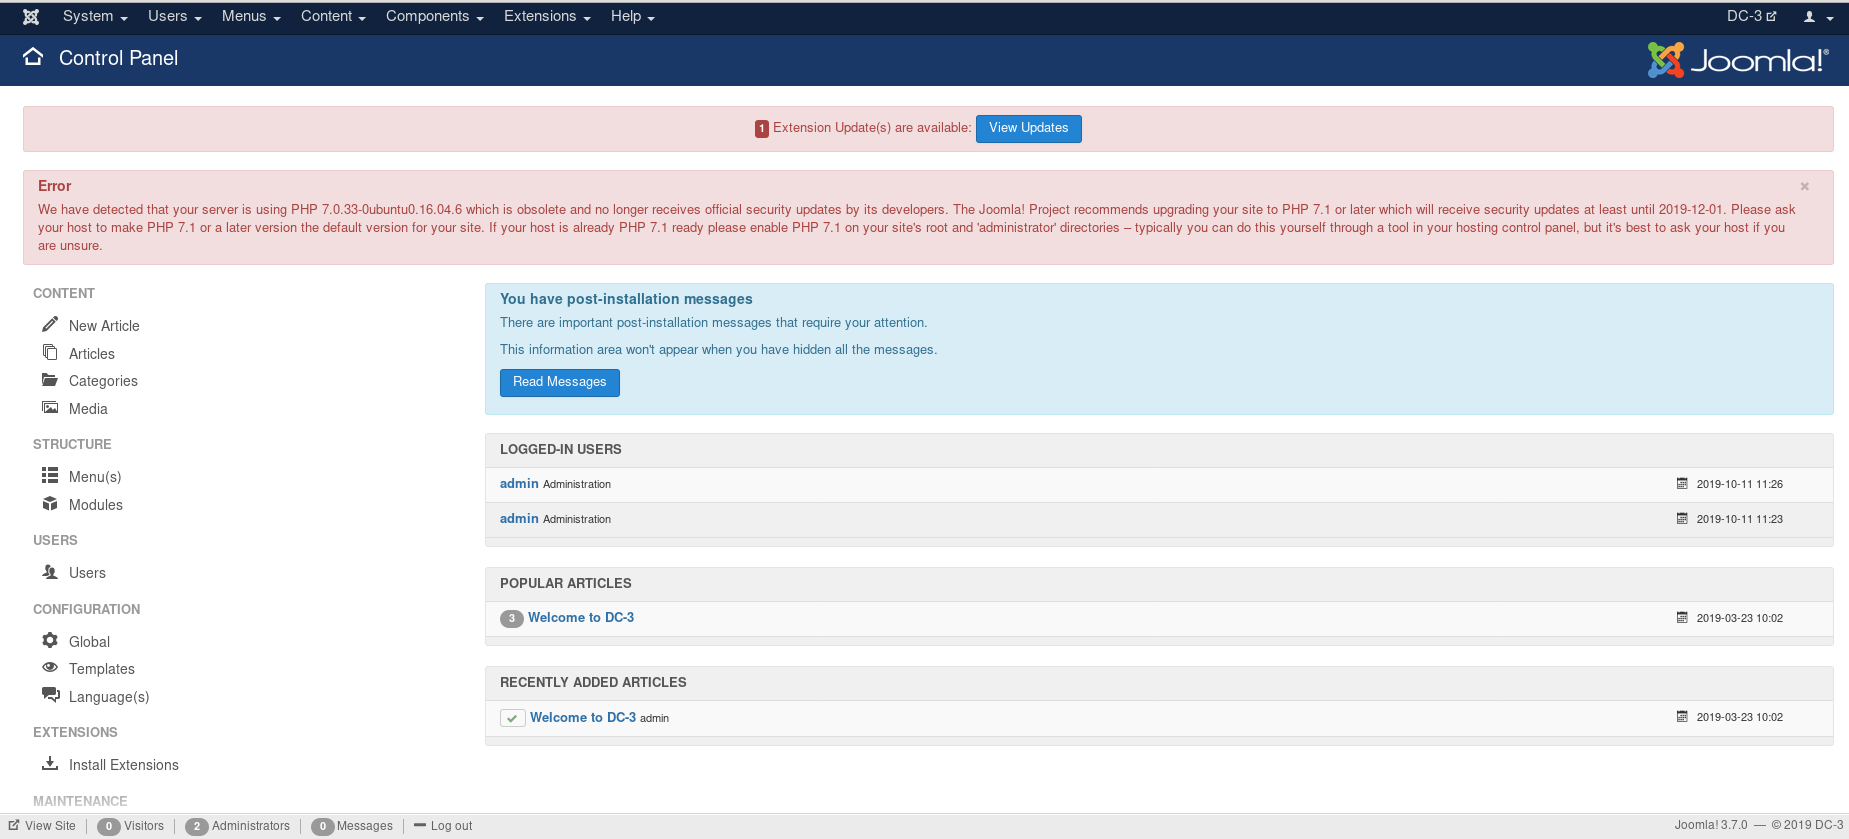 System Users Menus Content Components Extensions Help DC-3
Control Panel Joomla!®
1 Extension Update(s) are available: View Updates
Error
We have detected that your server is using PHP 7.0.33-0ubuntu0.16.04.6 which is obsolete and no longer receives official security updates by its developers. The Joomla! Project recommends upgrading your site to PHP 7.1 or later which will receive security updates at least until 2019-12-01. Please ask
your host to make PHP 7.1 or a later version the default version for your site. If your host is already PHP 7.1 ready please enable PHP 7.1 on your site's root and 'administrator' directories – typically you can do this yourself through a tool in your hosting control panel, but it's best to ask your host if you
are unsure.
CONTENT
New Article
Articles
Categories
Media
STRUCTURE
Menu(s)
Modules
USERS
Users
CONFIGURATION
Global
Templates
Language(s)
EXTENSIONS
Install Extensions
MAINTENANCE
You have post-installation messages
There are important post-installation messages that require your attention.
This information area won't appear when you have hidden all the messages.
Read Messages
LOGGED-IN USERS
admin Administration 2019-10-11 11:26
admin Administration 2019-10-11 11:23
POPULAR ARTICLES
3 Welcome to DC-3 2019-03-23 10:02
RECENTLY ADDED ARTICLES
Welcome to DC-3 admin 2019-03-23 10:02
View Site 0 Visitors 2 Administrators 0 Messages Log out Joomla! 3.7.0 — © 2019 DC-3